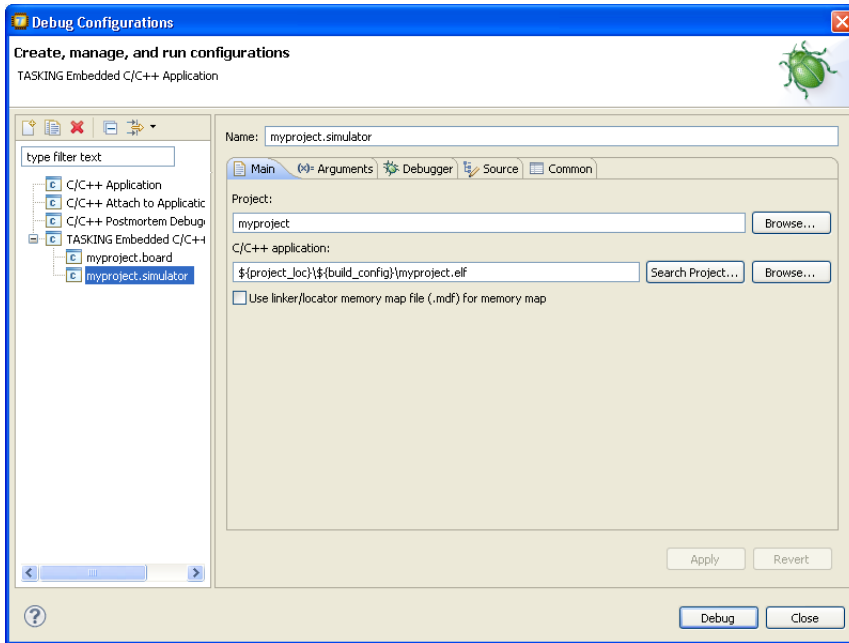 Debug Configurations
Create, manage, and run configurations
TASKING Embedded C/C++ Application
type filter text
C/C++ Application
C/C++ Attach to Applicatic
C/C++ Postmortem Debug
TASKING Embedded C/C++
myproject.board
myproject.simulator
Name: myproject.simulator
Main (x)= Arguments Debugger Source Common
Project:
myproject Browse...
C/C++ application:
${project_loc}\${build_config}\myproject.elf Search Project... Browse...
Use linker/locator memory map file (.mdf) for memory map
Apply Revert
Debug Close